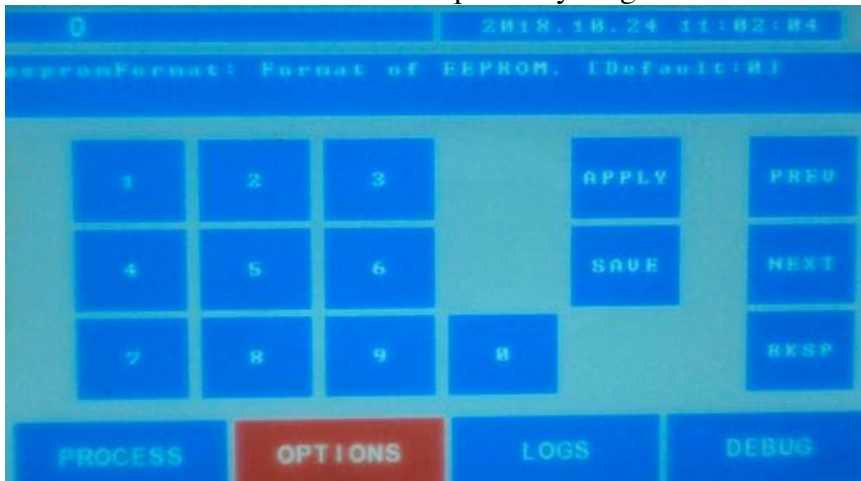 0 2018.10.24 11:02:04
eepromFormat: Format of EEPROM. [Default:0]
1 2 3 APPLY PREV
4 5 6 SAVE NEXT
7 8 9 0 BKSP
PROCESS OPTIONS LOGS DEBUG